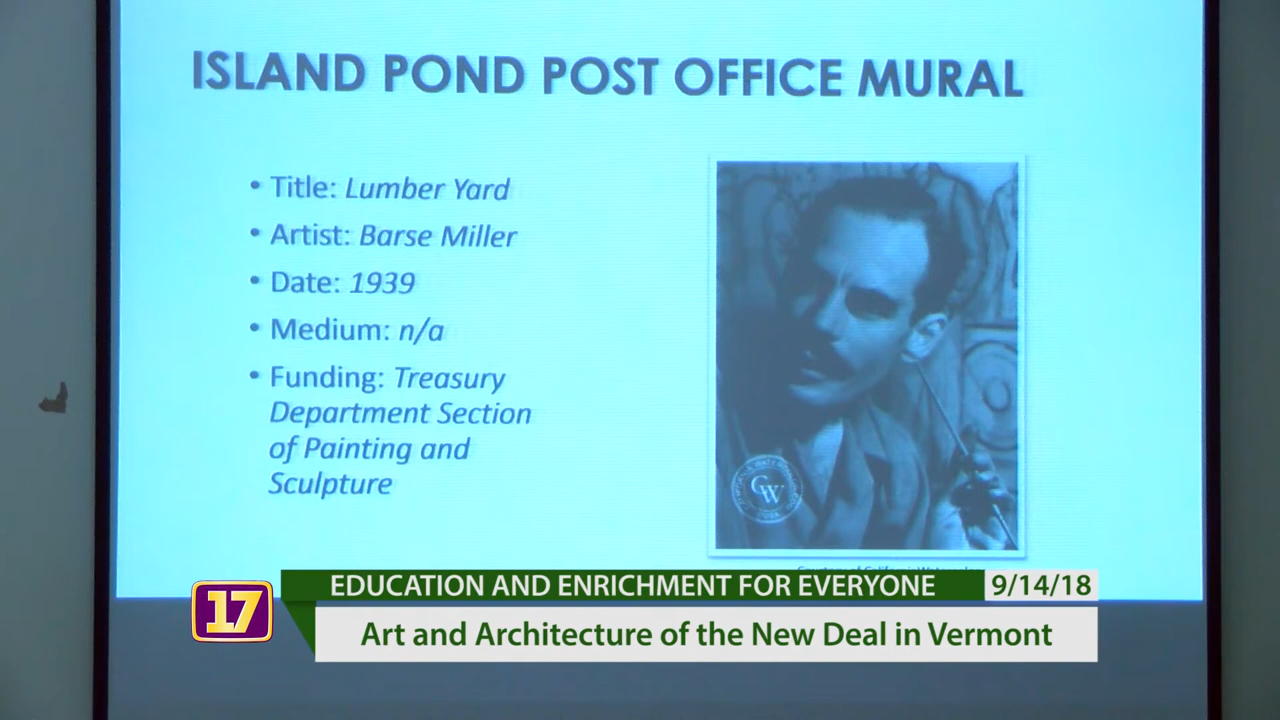 ISLAND POND POST OFFICE MURAL
• Title: Lumber Yard
• Artist: Barse Miller
• Date: 1939
• Medium: n/a
• Funding: Treasury
Department Section
of Painting and
Sculpture
CW
EDUCATION AND ENRICHMENT FOR EVERYONE
9/14/18
17
Art and Architecture of the New Deal in Vermont